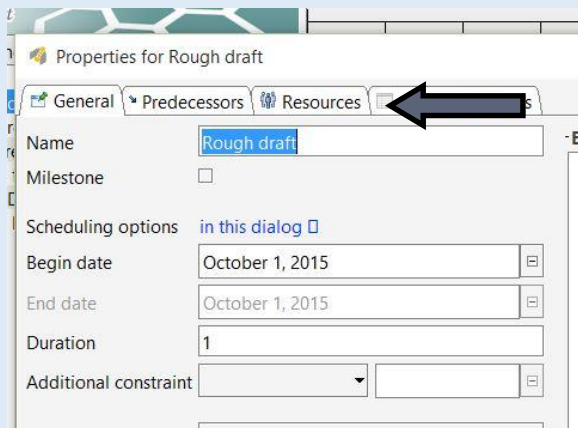 Properties for Rough draft
General Predecessors Resources
Name Rough draft
Milestone
Scheduling options in this dialog
Begin date October 1, 2015
End date October 1, 2015
Duration 1
Additional constraint